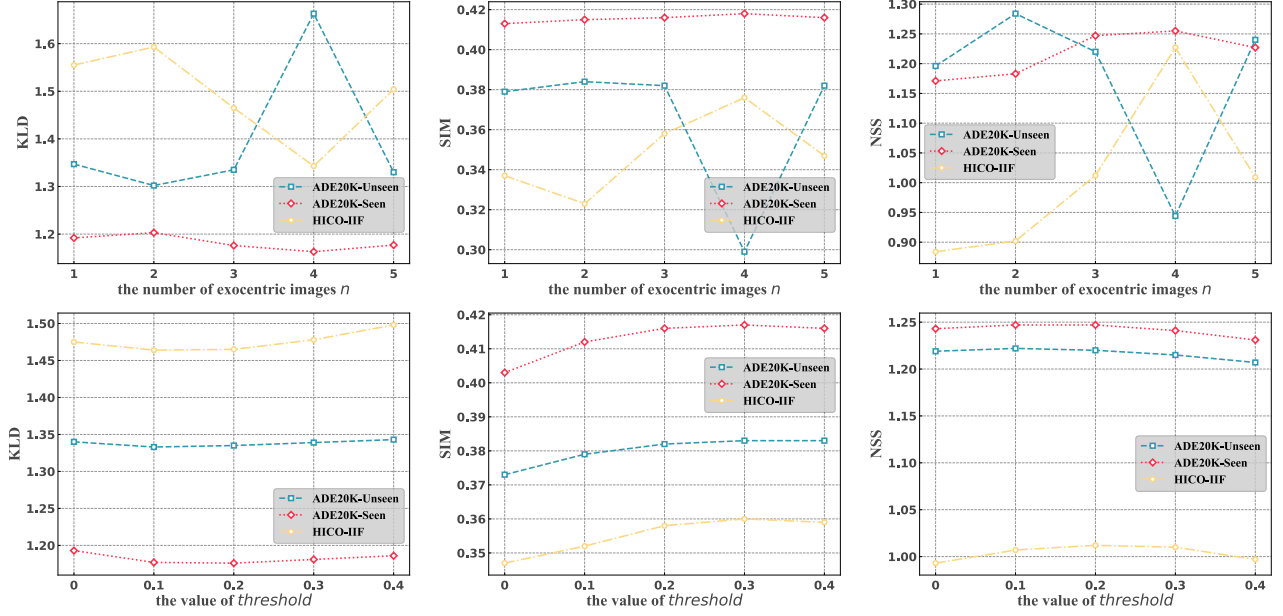 KLD
1.6
1.5
1.4
1.3
1.2
1
2
3
4
5
the number of exocentric images n
ADE20K-Unseen
ADE20K-Seen
HICO-IIF
SIM
0.42
0.40
0.38
0.36
0.34
0.32
0.30
1
2
3
4
5
the number of exocentric images n
ADE20K-Unseen
ADE20K-Seen
HICO-IIF
NSS
1.30
1.25
1.20
1.15
1.10
1.05
1.00
0.95
0.90
1
2
3
4
5
the number of exocentric images n
ADE20K-Unseen
ADE20K-Seen
HICO-IIF
KLD
1.50
1.45
1.40
1.35
1.30
1.25
1.20
0
0.1
0.2
0.3
0.4
the value of threshold
ADE20K-Unseen
ADE20K-Seen
HICO-IIF
SIM
0.42
0.41
0.40
0.39
0.38
0.37
0.36
0.35
0
0.1
0.2
0.3
0.4
the value of threshold
ADE20K-Unseen
ADE20K-Seen
HICO-IIF
NSS
1.25
1.20
1.15
1.10
1.05
1.00
0
0.1
0.2
0.3
0.4
the value of threshold
ADE20K-Unseen
ADE20K-Seen
HICO-IIF